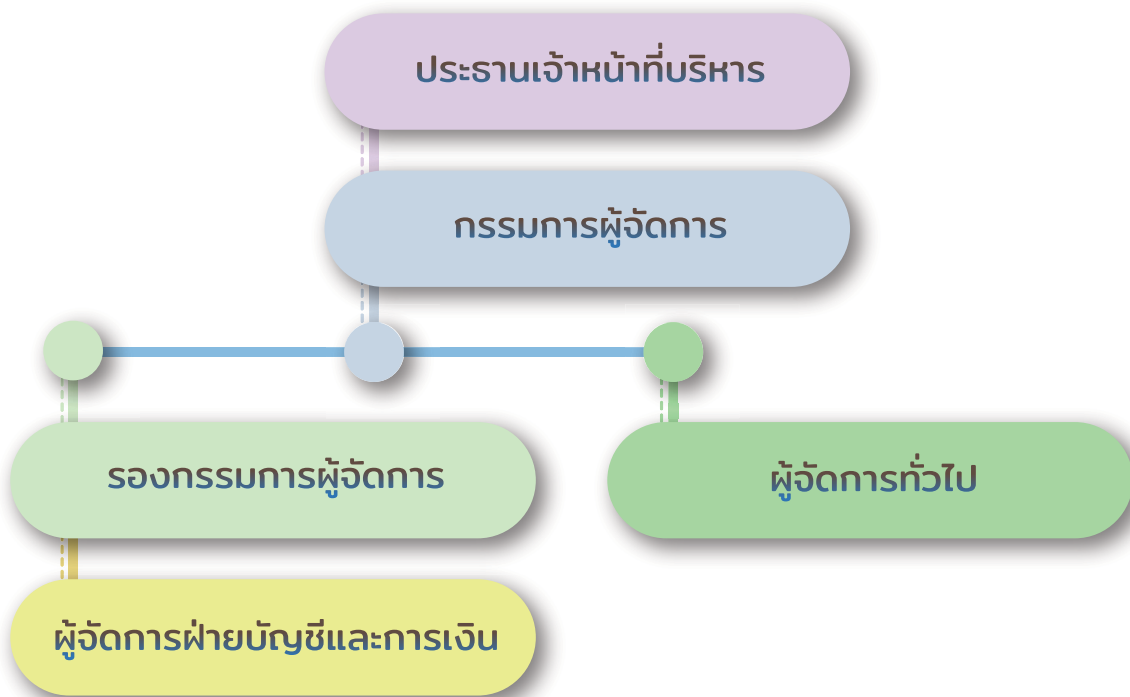 ประธานเจ้าหน้าที่บริหาร
กรรมการผู้จัดการ
รองกรรมการผู้จัดการ
ผู้จัดการทั่วไป
ผู้จัดการฝ่ายบัญชีและการเงิน